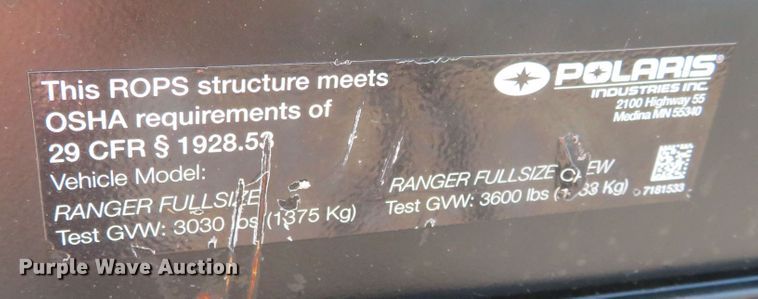 This ROPS structure meets
OSHA requirements of
29 CFR § 1928.53
Vehicle Model:
RANGER FULLSIZE
Test GVW: 3030 lbs (1375 Kg)
RANGER FULLSIZE CREW
Test GVW: 3600 lbs Kg)
POLARIS®
INDUSTRIES INC.
2100 Highway 55
Medina MN 55340
7181533
Purple Wave Auction